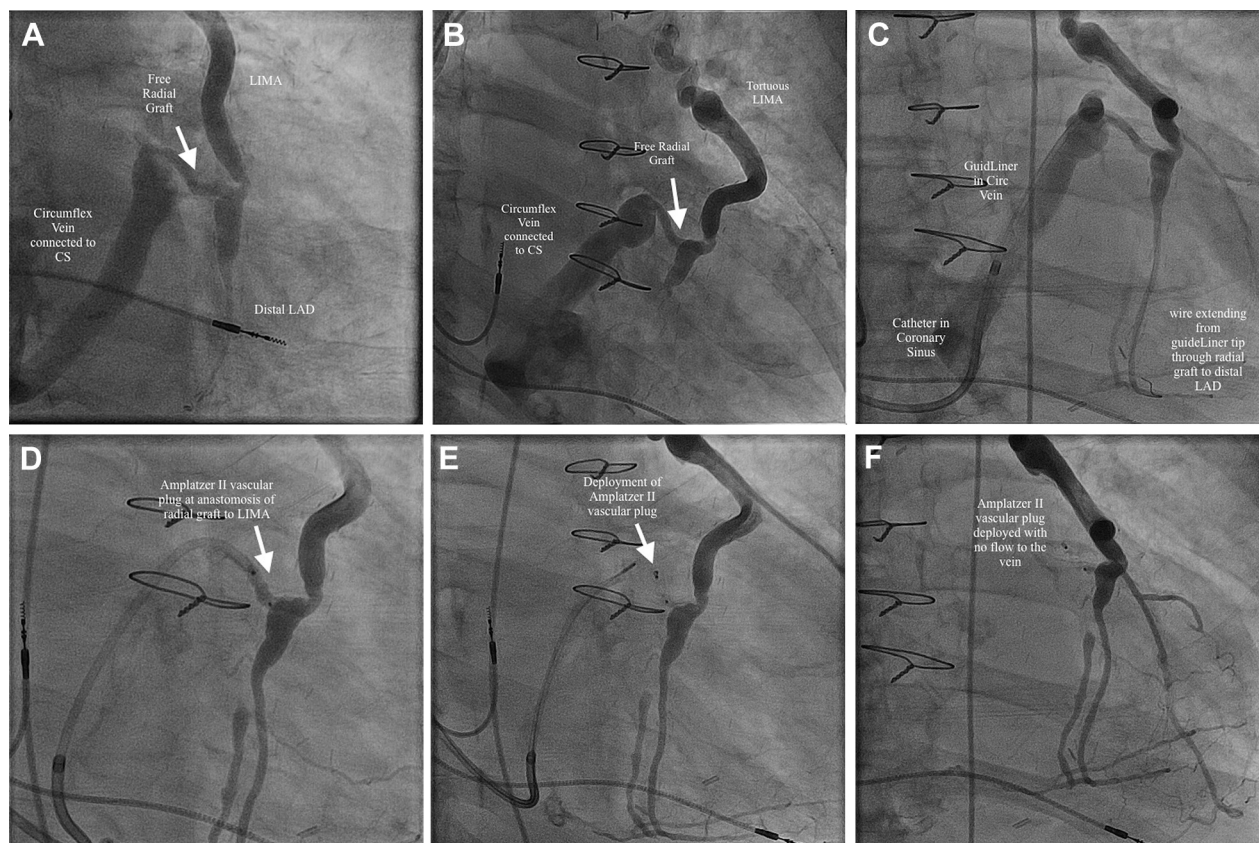 A
Free
Radial
Graft
LIMA
Circumflex
Vein
connected to
CS
Distal LAD
B
Tortuous
LIMA
Free Radial
Graft
Circumflex
Vein
connected
to CS
C
GuidLiner
in Circ
Vein
Catheter in
Coronary
Sinus
wire extending
from
guideLiner tip
through radial
graft to distal
LAD
D
Amplatzer II vascular
plug at anastomosis of
radial graft to LIMA
E
Deployment of
Amplatzer II
vascular plug
F
Amplatzer II
vascular plug
deployed with
no flow to the
vein